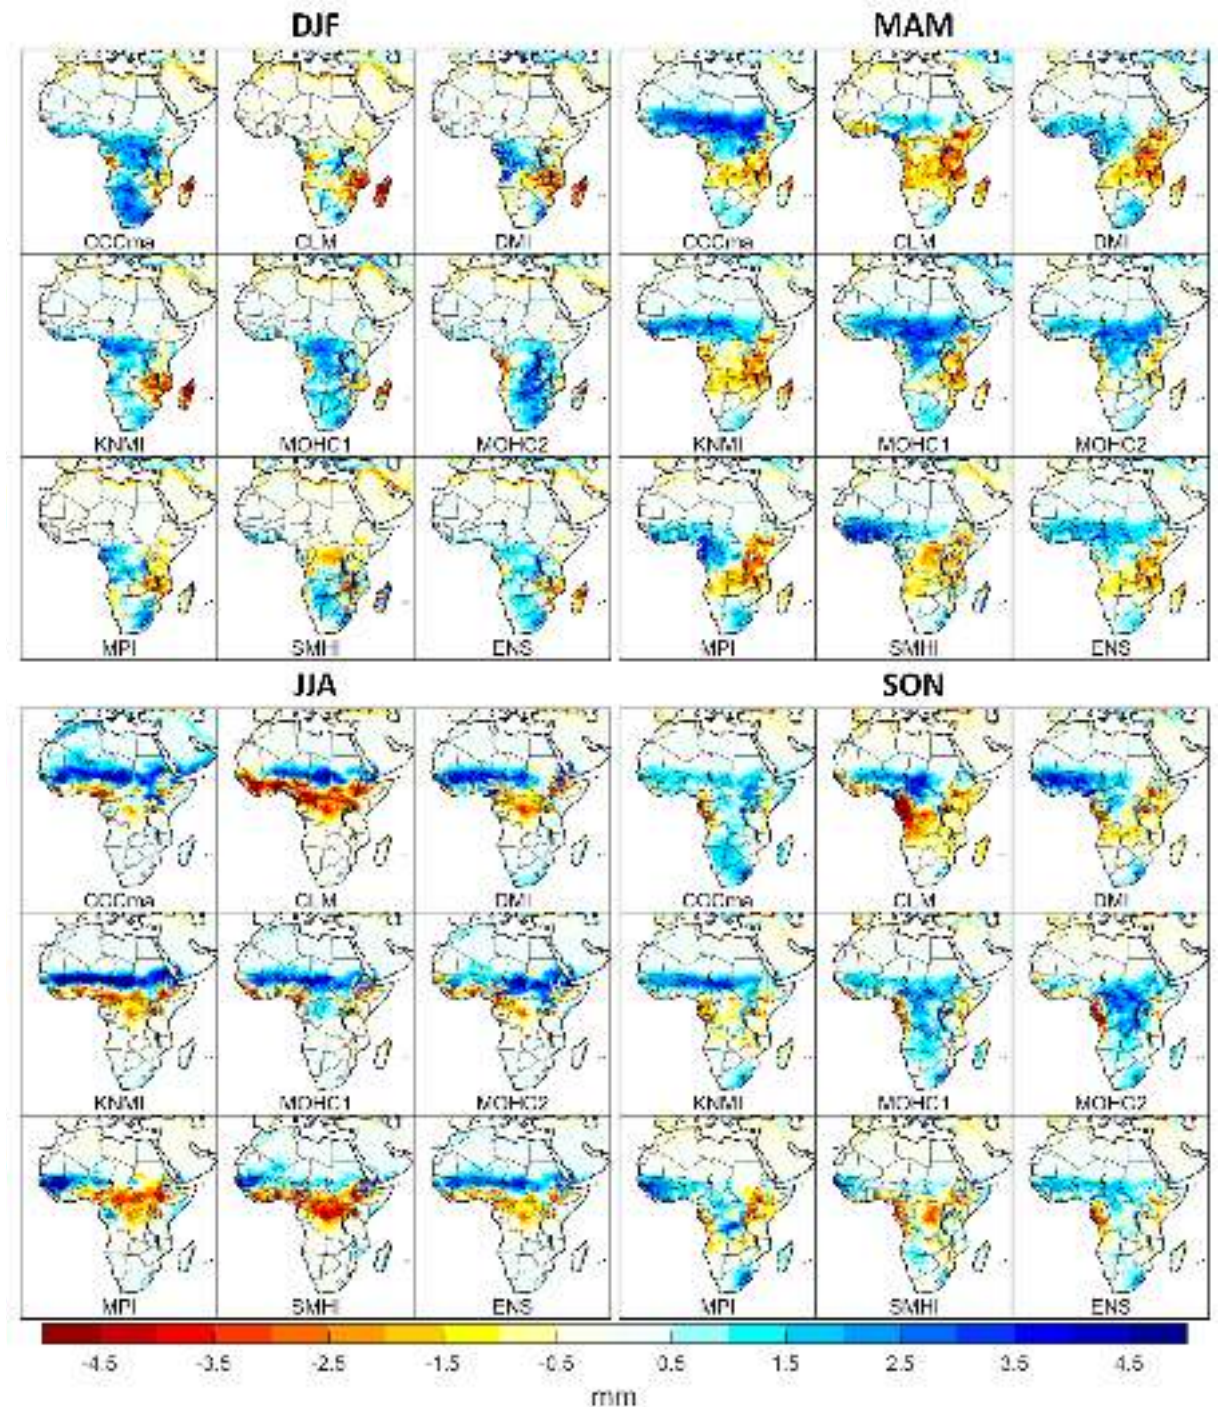 DJF MAM
CCCma CLM DMI CCCma CLM DMI
KNMI MOHC1 MOHC2 KNMI MOHC1 MOHC2
MPI SMHI ENS MPI SMHI ENS
JJA SON
CCCma CLM DMI CCCma CLM DMI
KNMI MOHC1 MOHC2 KNMI MOHC1 MOHC2
MPI SMHI ENS MPI SMHI ENS
-4.5 -3.5 -2.5 -1.5 -0.5 0.5 1.5 2.5 3.5 4.5
mm